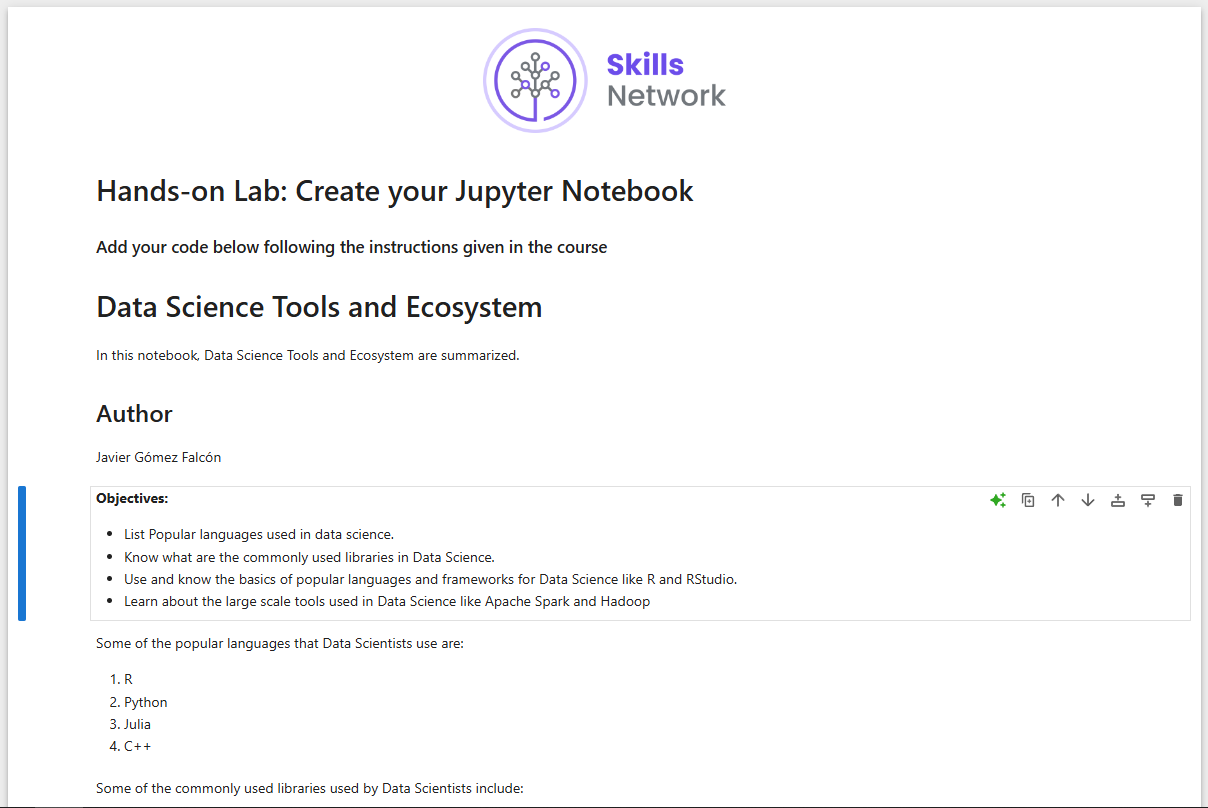 Skills
Network
Hands-on Lab: Create your Jupyter Notebook
Add your code below following the instructions given in the course
Data Science Tools and Ecosystem
In this notebook, Data Science Tools and Ecosystem are summarized.
Author
Javier Gómez Falcón
Objectives:
• List Popular languages used in data science.
• Know what are the commonly used libraries in Data Science.
• Use and know the basics of popular languages and frameworks for Data Science like R and RStudio.
• Learn about the large scale tools used in Data Science like Apache Spark and Hadoop
Some of the popular languages that Data Scientists use are:
1. R
2. Python
3. Julia
4. C++
Some of the commonly used libraries used by Data Scientists include: